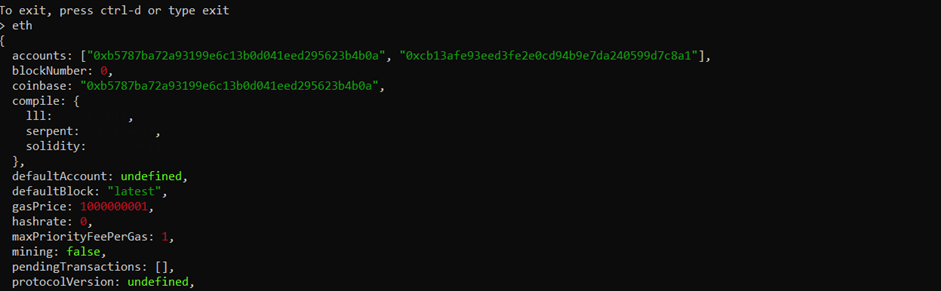 To exit, press ctrl-d or type exit
> eth
{
  accounts: ["0xb5787ba72a93199e6c13b0d041eed295623b4b0a", "0xcb13afe93eed3fe2e0cd94b9e7da240599d7c8a1"],
  blockNumber: 0,
  coinbase: "0xb5787ba72a93199e6c13b0d041eed295623b4b0a",
  compile: {
    lll:           ,
    serpent:           ,
    solidity:
  },
  defaultAccount: undefined,
  defaultBlock: "latest",
  gasPrice: 1000000001,
  hashrate: 0,
  maxPriorityFeePerGas: 1,
  mining: false,
  pendingTransactions: [],
  protocolVersion: undefined,